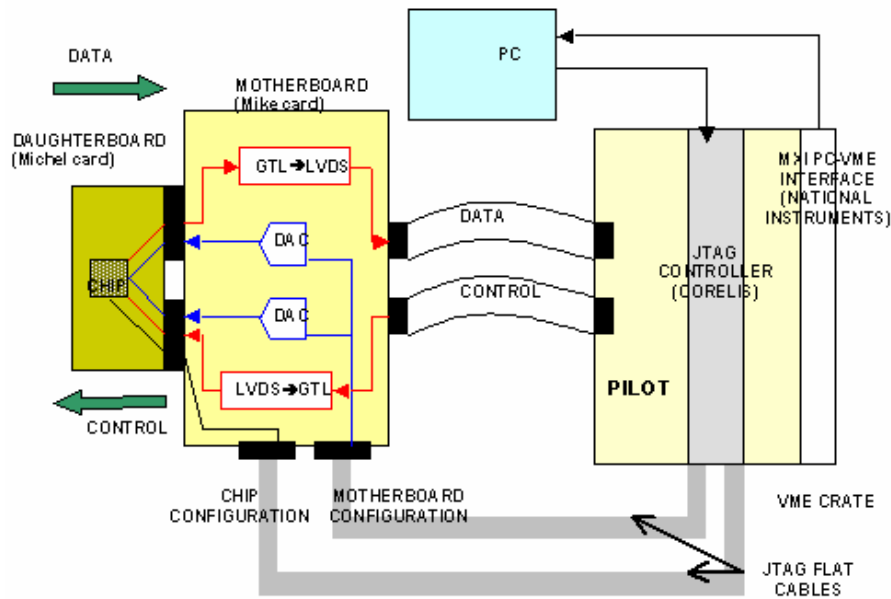 DATA
MOTHERBOARD
(Mike card)
PC
DAUGHTERBOARD
(Michel card)
GTL➔LVDS
MXI PC-VME
INTERFACE
(NATIONAL
INSTRUMENTS)
DAC
DATA
JTAG
CONTROLLER
(CORELIS)
CHIP
CONTROL
DAC
LVDS➔GTL
PILOT
CONTROL
CHIP
CONFIGURATION
MOTHERBOARD
CONFIGURATION
VME CRATE
JTAG FLAT
CABLES